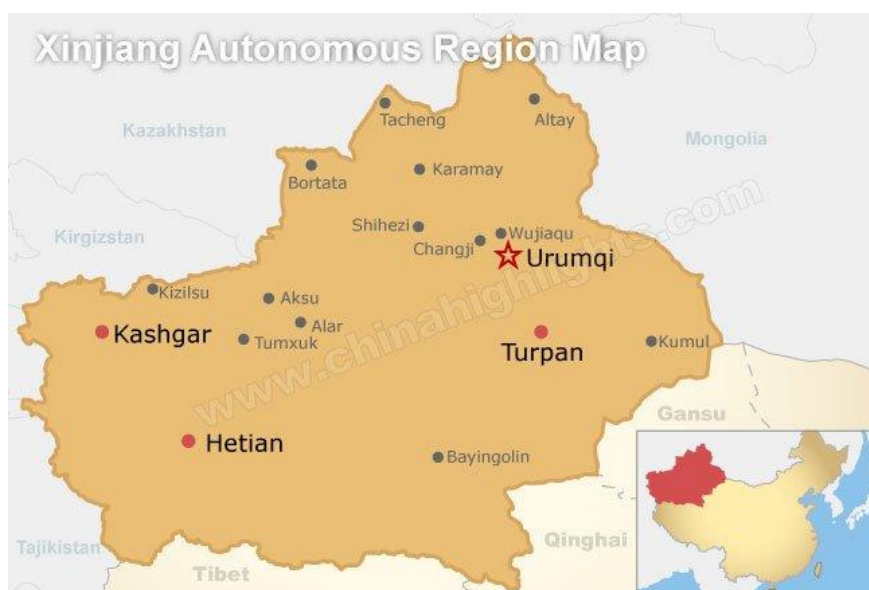 Xinjiang Autonomous Region Map
Tacheng
Altay
Kazakhstan
Mongolia
Karamay
Bortata
Shihezi
Wujiaqu
Changji
Kirgizstan
Urumqi
Kizilsu
Aksu
Alar
Kashgar
Tumxuk
Turpan
Kumul
www.chinahighlights.com
Gansu
Hetian
Bayingolin
Qinghai
Tajikistan
Tibet